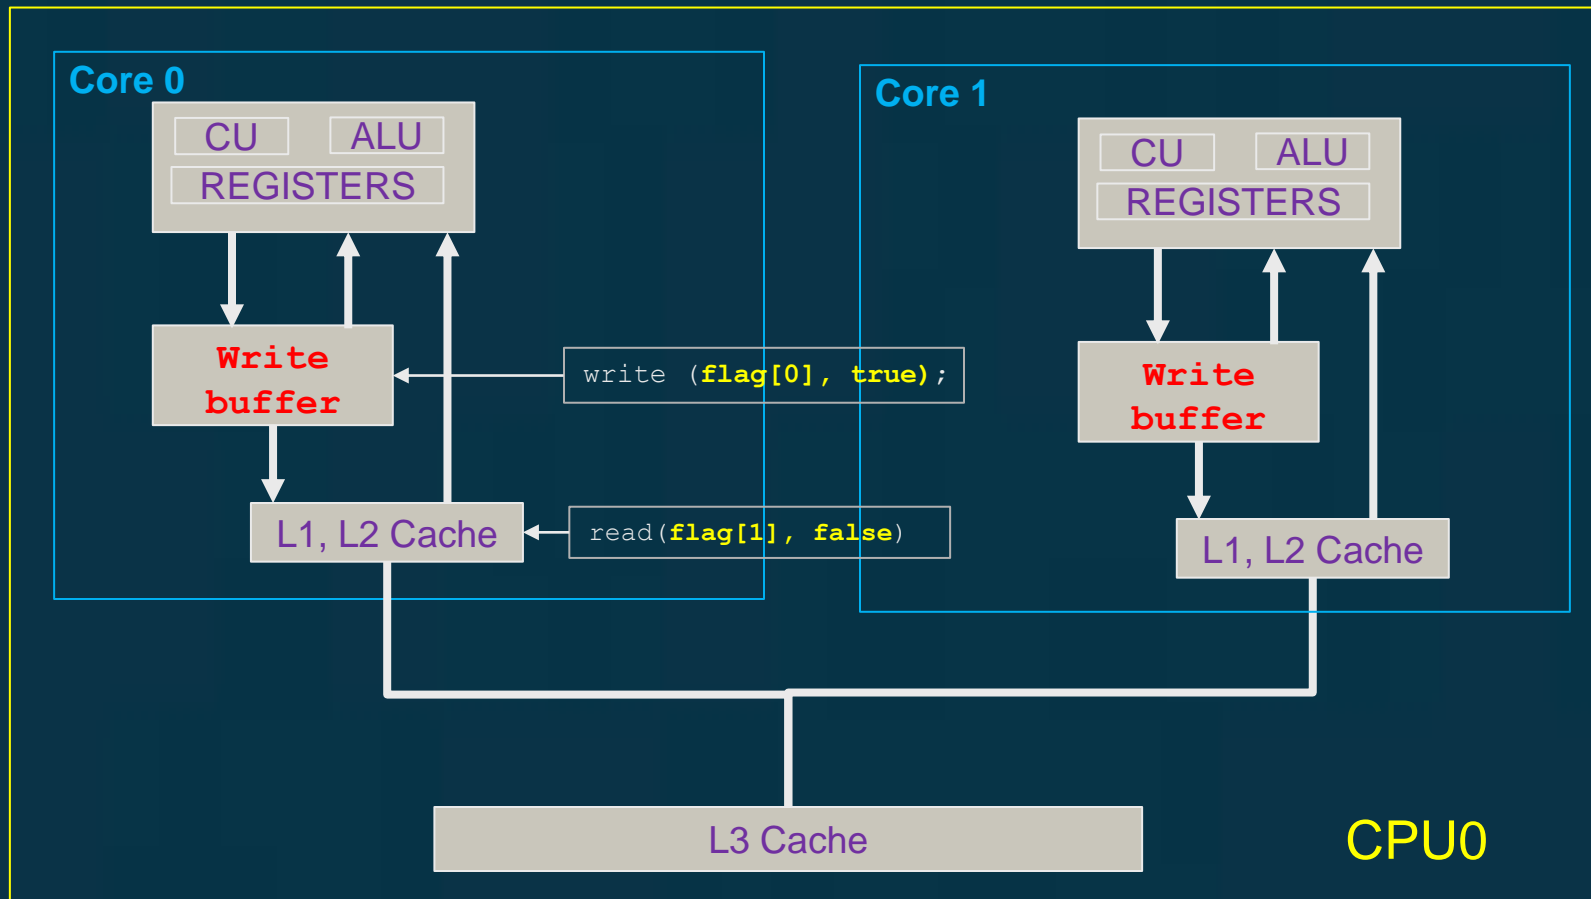 Core 0
CU
ALU
REGISTERS
Write
buffer
write (flag[0], true);
L1, L2 Cache
read(flag[1], false)
Core 1
CU
ALU
REGISTERS
Write
buffer
L1, L2 Cache
L3 Cache
CPU0